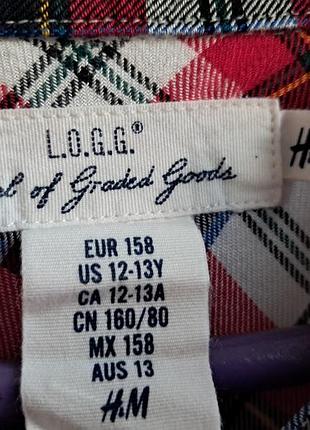 L.O.G.G.®
of Graded Goods
H
EUR 158
US 12-13Y
CA 12-13A
CN 160/80
MX 158
AUS 13
H&M